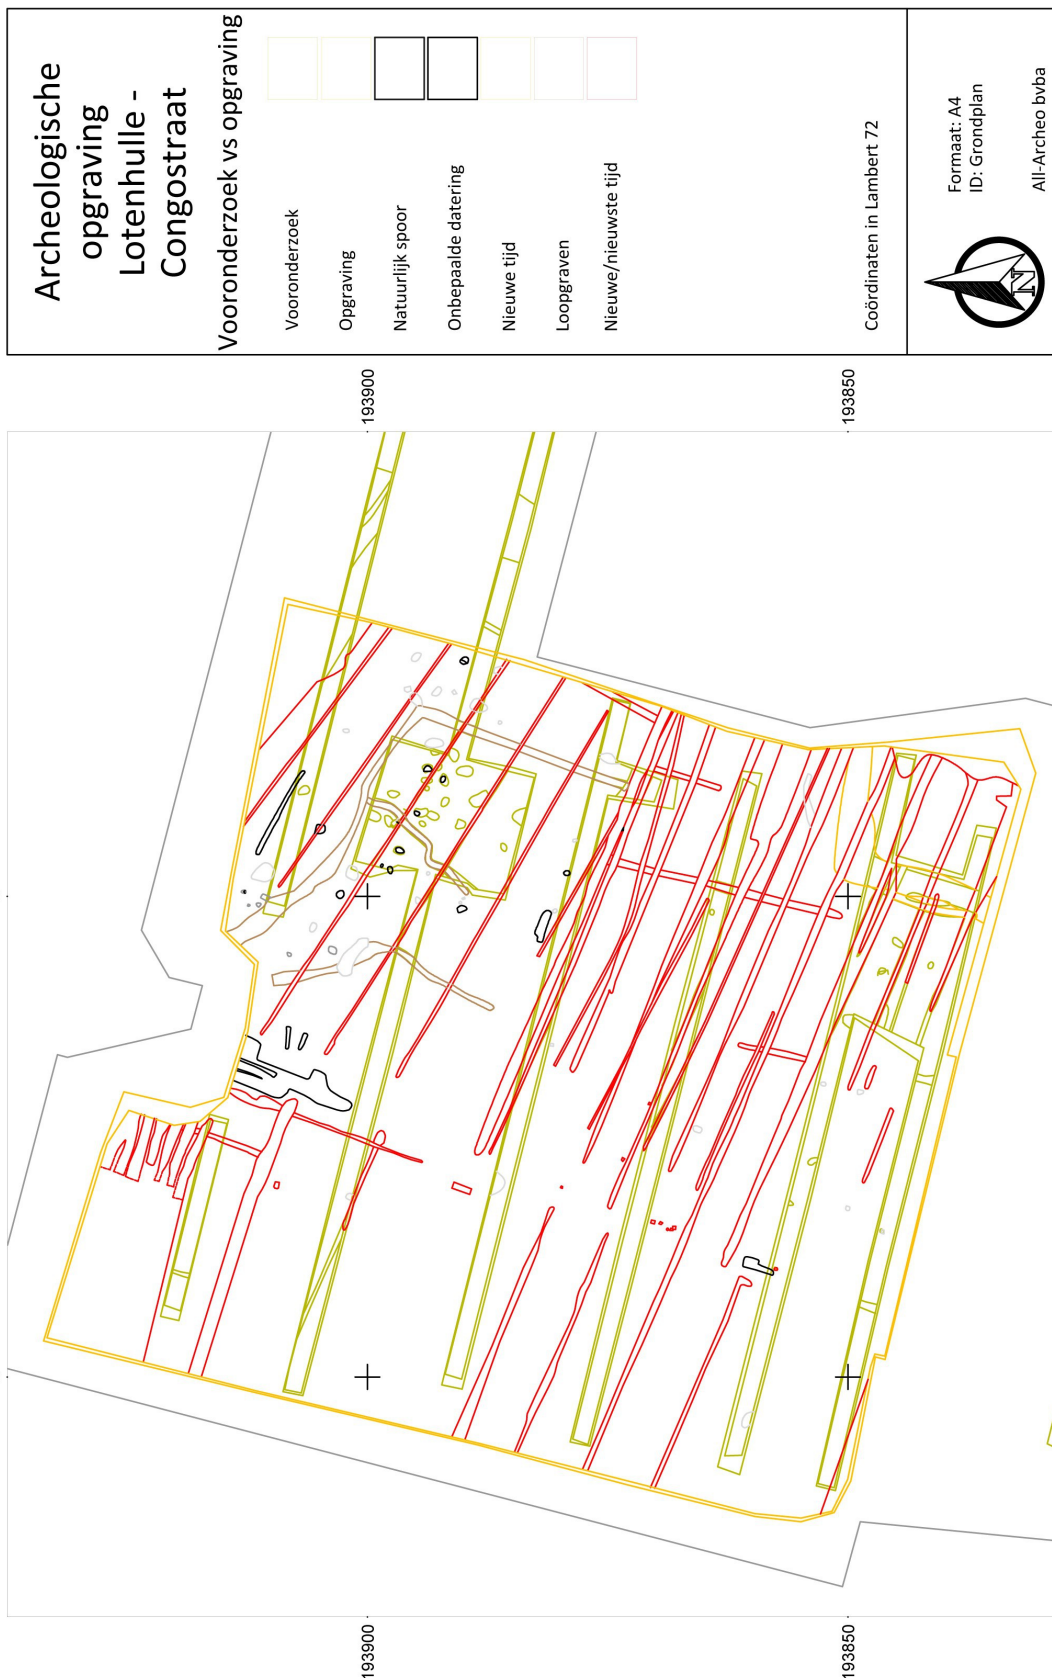 Archeologische
opgraving
Lotenhulle -
Congostraat
Vooronderzoek vs opgraving
Vooronderzoek
Opgraving
Natuurlijk spoor
Onbepaalde datering
Nieuwe tijd
Loopgraven
Nieuwe/nieuwste tijd
Coördinaten in Lambert 72
Formaat: A4
ID: Grondplan
All-Archeo bvba
N
193900
193850
193900
193850